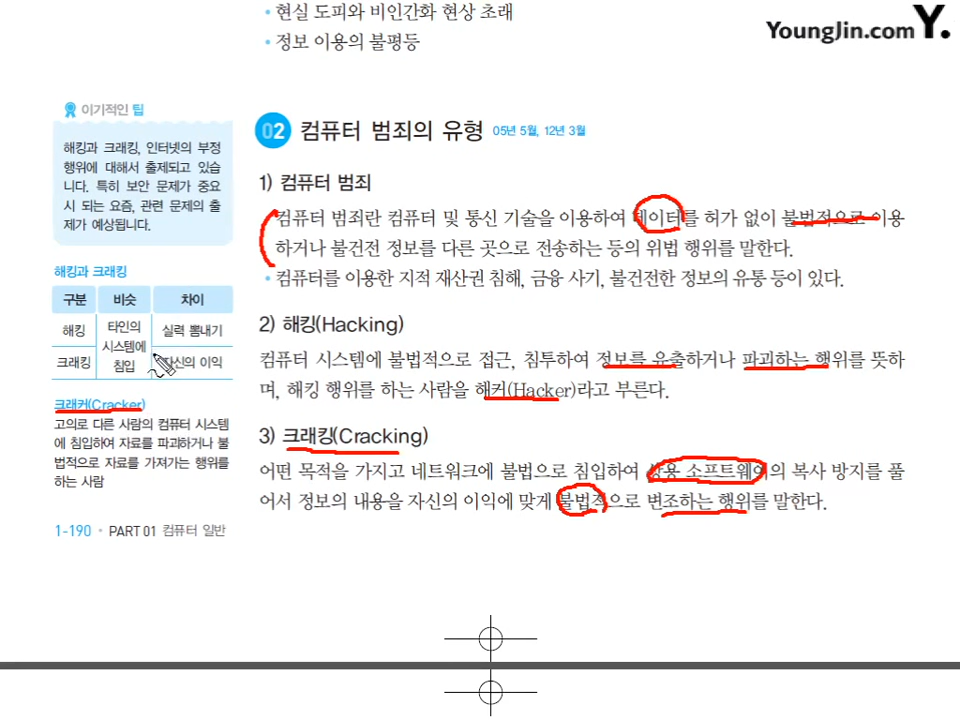 • 현실 도피와 비인간화 현상 초래
• 정보 이용의 불평등
YoungJin.com Y.
이기적인 팁
해킹과 크래킹, 인터넷의 부정
행위에 대해서 출제되고 있습
니다. 특히 보안 문제가 중요
시 되는 요즘, 관련 문제의 출
제가 예상됩니다.
해킹과 크래킹
구분 비슷 차이
해킹 타인의 시스템에 침입 실력 뽐내기
크래킹 자신의 이익
크래커(Cracker)
고의로 다른 사람의 컴퓨터 시스템
에 침입하여 자료를 파괴하거나 불
법적으로 자료를 가져가는 행위를
하는 사람
1-190 • PART 01 컴퓨터 일반
02 컴퓨터 범죄의 유형 05년 5월, 12년 3월
1) 컴퓨터 범죄
컴퓨터 범죄란 컴퓨터 및 통신 기술을 이용하여 데이터를 허가 없이 불법적으로 이용
하거나 불건전 정보를 다른 곳으로 전송하는 등의 위법 행위를 말한다.
• 컴퓨터를 이용한 지적 재산권 침해, 금융 사기, 불건전한 정보의 유통 등이 있다.
2) 해킹(Hacking)
컴퓨터 시스템에 불법적으로 접근, 침투하여 정보를 유출하거나 파괴하는 행위를 뜻하
며, 해킹 행위를 하는 사람을 해커(Hacker)라고 부른다.
3) 크래킹(Cracking)
어떤 목적을 가지고 네트워크에 불법으로 침입하여 상용 소프트웨어의 복사 방지를 풀
어서 정보의 내용을 자신의 이익에 맞게 불법적으로 변조하는 행위를 말한다.